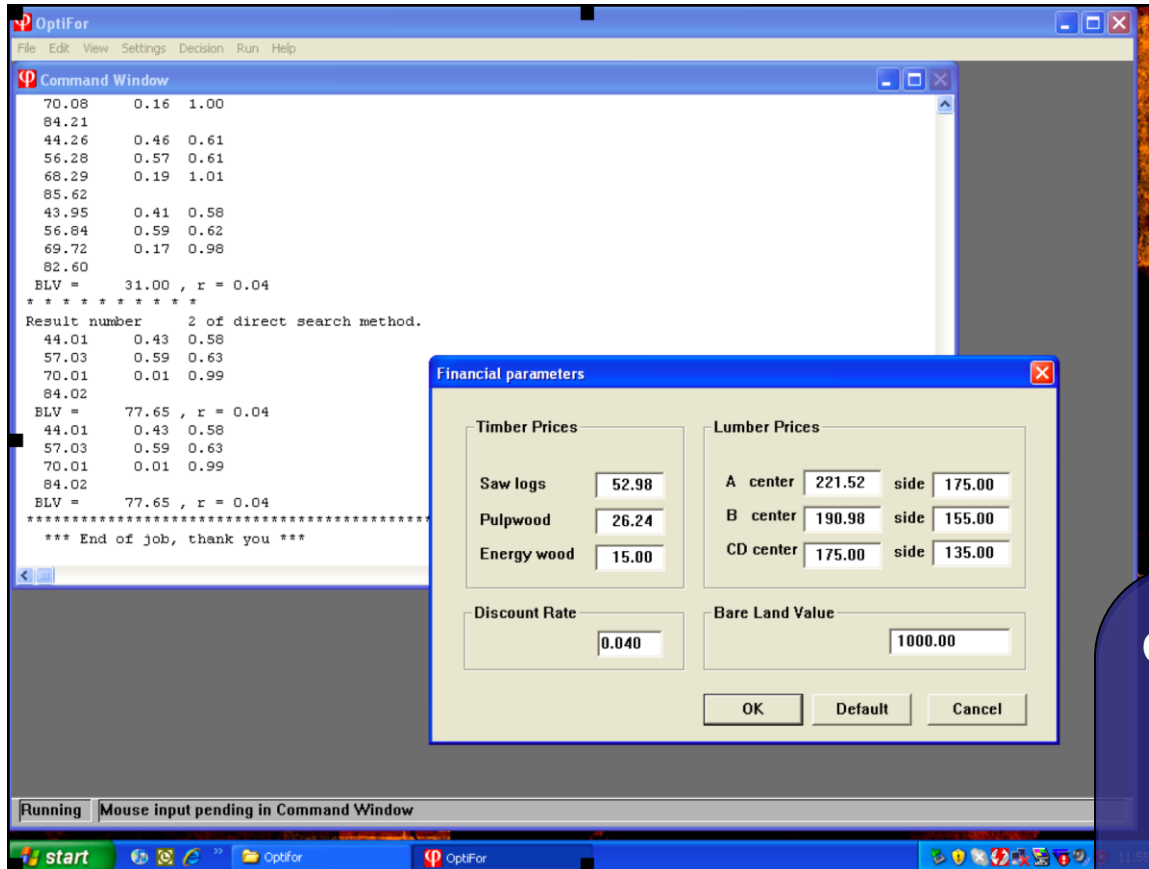 OptiFor
File Edit View Settings Decision Run Help
Command Window
70.08 0.16 1.00
84.21
44.26 0.46 0.61
56.28 0.57 0.61
68.29 0.19 1.01
85.62
43.95 0.41 0.58
56.84 0.59 0.62
69.72 0.17 0.98
82.60
BLV = 31.00 , r = 0.04
* * * * * * * * * *
Result number 2 of direct search method.
44.01 0.43 0.58
57.03 0.59 0.63
70.01 0.01 0.99
84.02
BLV = 77.65 , r = 0.04
44.01 0.43 0.58
57.03 0.59 0.63
70.01 0.01 0.99
84.02
BLV = 77.65 , r = 0.04
*********************************************
*** End of job, thank you ***
Financial parameters
Timber Prices
Saw logs 52.98
Pulpwood 26.24
Energy wood 15.00
Lumber Prices
A center 221.52 side 175.00
B center 190.98 side 155.00
CD center 175.00 side 135.00
Discount Rate
0.040
Bare Land Value
1000.00
OK Default Cancel
Running Mouse input pending in Command Window
start Optifor OptiFor 11:55